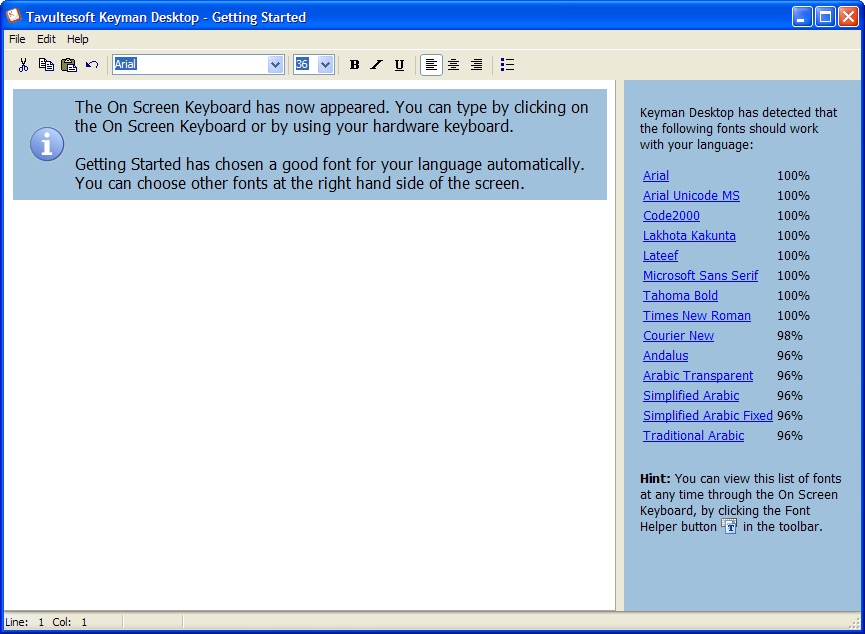 Tavultesoft Keyman Desktop - Getting Started
File Edit Help
Arial 36 B I U
The On Screen Keyboard has now appeared. You can type by clicking on
the On Screen Keyboard or by using your hardware keyboard.
Getting Started has chosen a good font for your language automatically.
You can choose other fonts at the right hand side of the screen.
Keyman Desktop has detected that
the following fonts should work
with your language:
Arial 100%
Arial Unicode MS 100%
Code2000 100%
Lakhota Kakunta 100%
Lateef 100%
Microsoft Sans Serif 100%
Tahoma Bold 100%
Times New Roman 100%
Courier New 98%
Andalus 96%
Arabic Transparent 96%
Simplified Arabic 96%
Simplified Arabic Fixed 96%
Traditional Arabic 96%
Hint: You can view this list of fonts
at any time through the On Screen
Keyboard, by clicking the Font
Helper button in the toolbar.
Line: 1 Col: 1